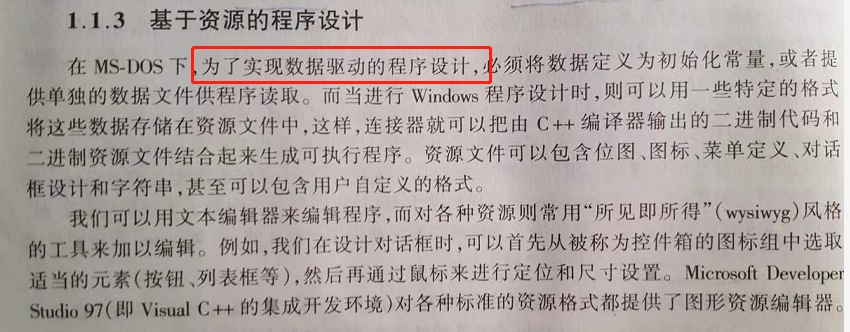 1.1.3 基于资源的程序设计
在 MS-DOS 下,为了实现数据驱动的程序设计,必须将数据定义为初始化常量,或者提
供单独的数据文件供程序读取。而当进行 Windows 程序设计时,则可以用一些特定的格式
将这些数据存储在资源文件中,这样,连接器就可以把由 C++ 编译器输出的二进制代码和
二进制资源文件结合起来生成可执行程序。资源文件可以包含位图、图标、菜单定义、对话
框设计和字符串,甚至可以包含用户自定义的格式。
我们可以用文本编辑器来编辑程序,而对各种资源则常用“所见即所得”(wysiwyg)风格
的工具来加以编辑。例如,我们在设计对话框时,可以首先从被称为控件箱的图标组中选取
适当的元素(按钮、列表框等),然后再通过鼠标来进行定位和尺寸设置。Microsoft Developer
Studio 97(即 Visual C++ 的集成开发环境)对各种标准的资源格式都提供了图形资源编辑器。